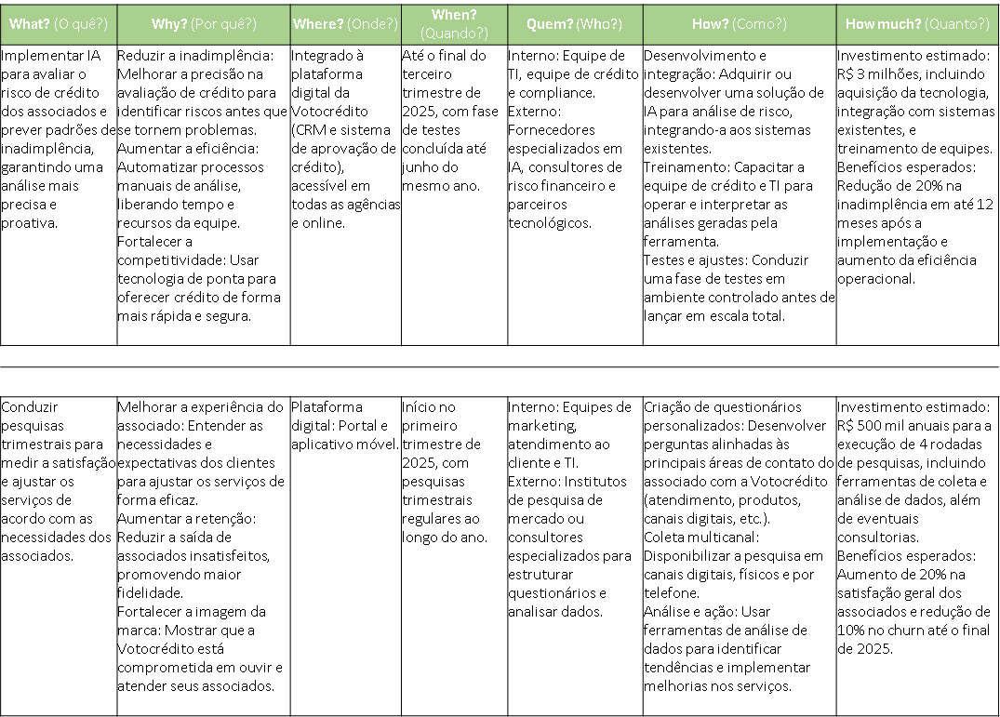 What? (O quê?)
Why? (Por quê?)
Where? (Onde?)
When?
(Quando?)
Quem? (Who?)
How? (Como?)
How much? (Quanto?)
Implementar IA
para avaliar o
risco de crédito
dos associados e
prever padrões de
inadimplência,
garantindo uma
análise mais
precisa e
proativa.
Reduzir a inadimplência:
Melhorar a precisão na
avaliação de crédito para
identificar riscos antes que
se tornem problemas.
Aumentar a eficiência:
Automatizar processos
manuais de análise,
liberando tempo e
recursos da equipe.
Fortalecer a
competitividade: Usar
tecnologia de ponta para
oferecer crédito de forma
mais rápida e segura.
Integrado à
plataforma
digital da
Votocrédito
(CRM e sistema
de aprovação de
crédito),
acessível em
todas as agências
e online.
Até o final do
terceiro
trimestre de
2025, com fase
de testes
concluída até
junho do
mesmo ano.
Interno: Equipe de
TI, equipe de crédito
e compliance.
Externo:
Fornecedores
especializados em
IA, consultores de
risco financeiro e
parceiros
tecnológicos.
Desenvolvimento e
integração: Adquirir ou
desenvolver uma solução de
IA para análise de risco,
integrando-a aos sistemas
existentes.
Treinamento: Capacitar a
equipe de crédito e TI para
operar e interpretar as
análises geradas pela
ferramenta.
Testes e ajustes: Conduzir
uma fase de testes em
ambiente controlado antes de
lançar em escala total.
Investimento estimado:
R$ 3 milhões, incluindo
aquisição da tecnologia,
integração com sistemas
existentes, e
treinamento de equipes.
Benefícios esperados:
Redução de 20% na
inadimplência em até 12
meses após a
implementação e
aumento da eficiência
operacional.
Conduzir
pesquisas
trimestrais para
medir a satisfação
e ajustar os
serviços de
acordo com as
necessidades dos
associados.
Melhorar a experiência do
associado: Entender as
necessidades e
expectativas dos clientes
para ajustar os serviços de
forma eficaz.
Aumentar a retenção:
Reduzir a saída de
associados insatisfeitos,
promovendo maior
fidelidade.
Fortalecer a imagem da
marca: Mostrar que a
Votocrédito está
comprometida em ouvir e
atender seus associados.
Plataforma
digital: Portal e
aplicativo móvel.
Início no
primeiro
trimestre de
2025, com
pesquisas
trimestrais
regulares ao
longo do ano.
Interno: Equipes de
marketing,
atendimento ao
cliente e TI.
Externo: Institutos
de pesquisa de
mercado ou
consultores
especializados para
estruturar
questionários e
analisar dados.
Criação de questionários
personalizados: Desenvolver
perguntas alinhadas às
principais áreas de contato do
associado com a Votocrédito
(atendimento, produtos,
canais digitais, etc.).
Coleta multicanal:
Disponibilizar a pesquisa em
canais digitais, físicos e por
telefone.
Análise e ação: Usar
ferramentas de análise de
dados para identificar
tendências e implementar
melhorias nos serviços.
Investimento estimado:
R$ 500 mil anuais para a
execução de 4 rodadas
de pesquisas, incluindo
ferramentas de coleta e
análise de dados, além
de eventuais
consultorias.
Benefícios esperados:
Aumento de 20% na
satisfação geral dos
associados e redução de
10% no churn até o final
de 2025.